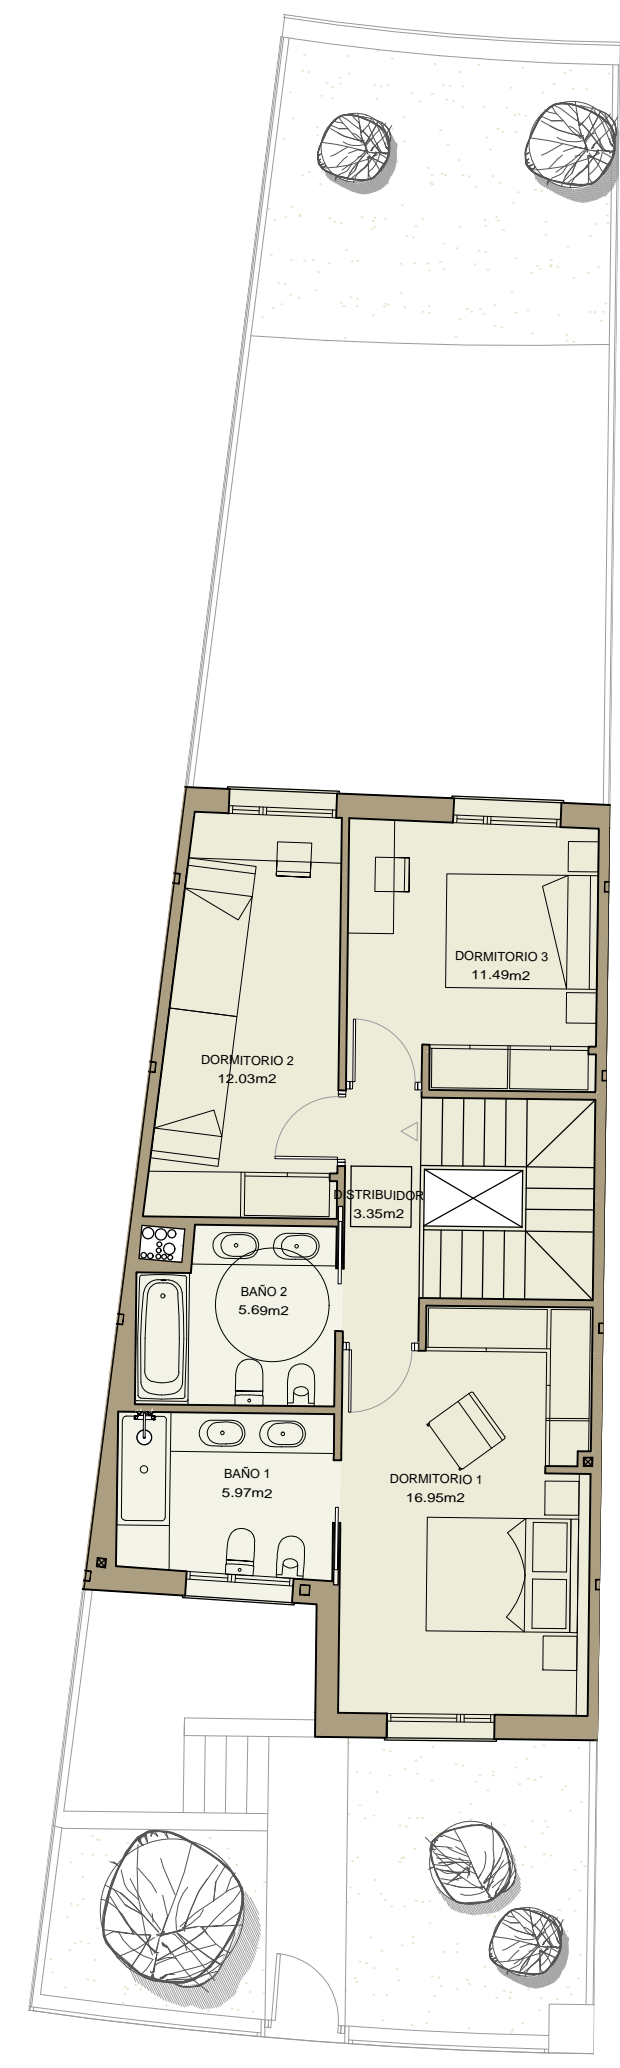 DORMITORIO 3
11.49m2
DORMITORIO 2
12.03m2
DISTRIBUIDOR
3.35m2
BAÑO 2
5.69m2
BAÑO 1
5.97m2
DORMITORIO 1
16.95m2